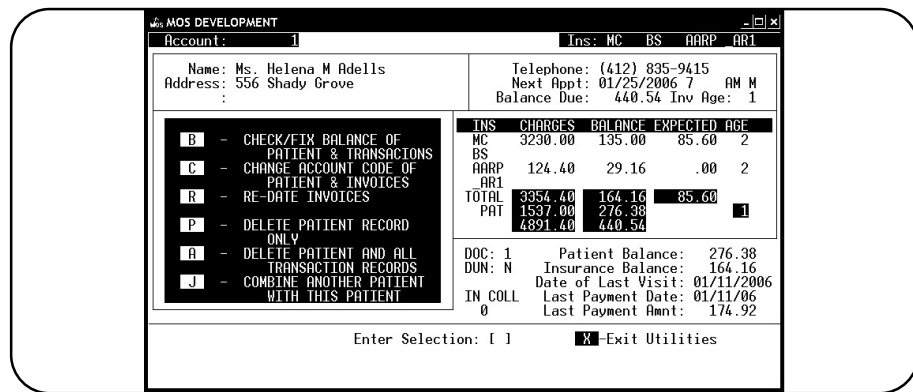 MOS MOS DEVELOPMENT
Account: 1 Ins: MC BS AARP _AR1
Name: Ms. Helena M Adells
Address: 556 Shady Grove
:
Telephone: (412) 835-9415
Next Appt: 01/25/2006 7 AM M
Balance Due: 440.54 Inv Age: 1
B - CHECK/FIX BALANCE OF
PATIENT & TRANSACIONS
C - CHANGE ACCOUNT CODE OF
PATIENT & INVOICES
R - RE-DATE INVOICES
P - DELETE PATIENT RECORD
ONLY
A - DELETE PATIENT AND ALL
TRANSACTION RECORDS
J - COMBINE ANOTHER PATIENT
WITH THIS PATIENT
INS CHARGES BALANCE EXPECTED AGE
MC 3230.00 135.00 85.60 2
BS
AARP 124.40 29.16 .00 2
_AR1
TOTAL 3354.40 164.16 85.60
PAT 1537.00 276.38 1
4891.40 440.54
DOC: 1 Patient Balance: 276.38
DUN: N Insurance Balance: 164.16
Date of Last Visit: 01/11/2006
IN COLL Last Payment Date: 01/11/06
0 Last Payment Amnt: 174.92
Enter Selection: [ ] X -Exit Utilities